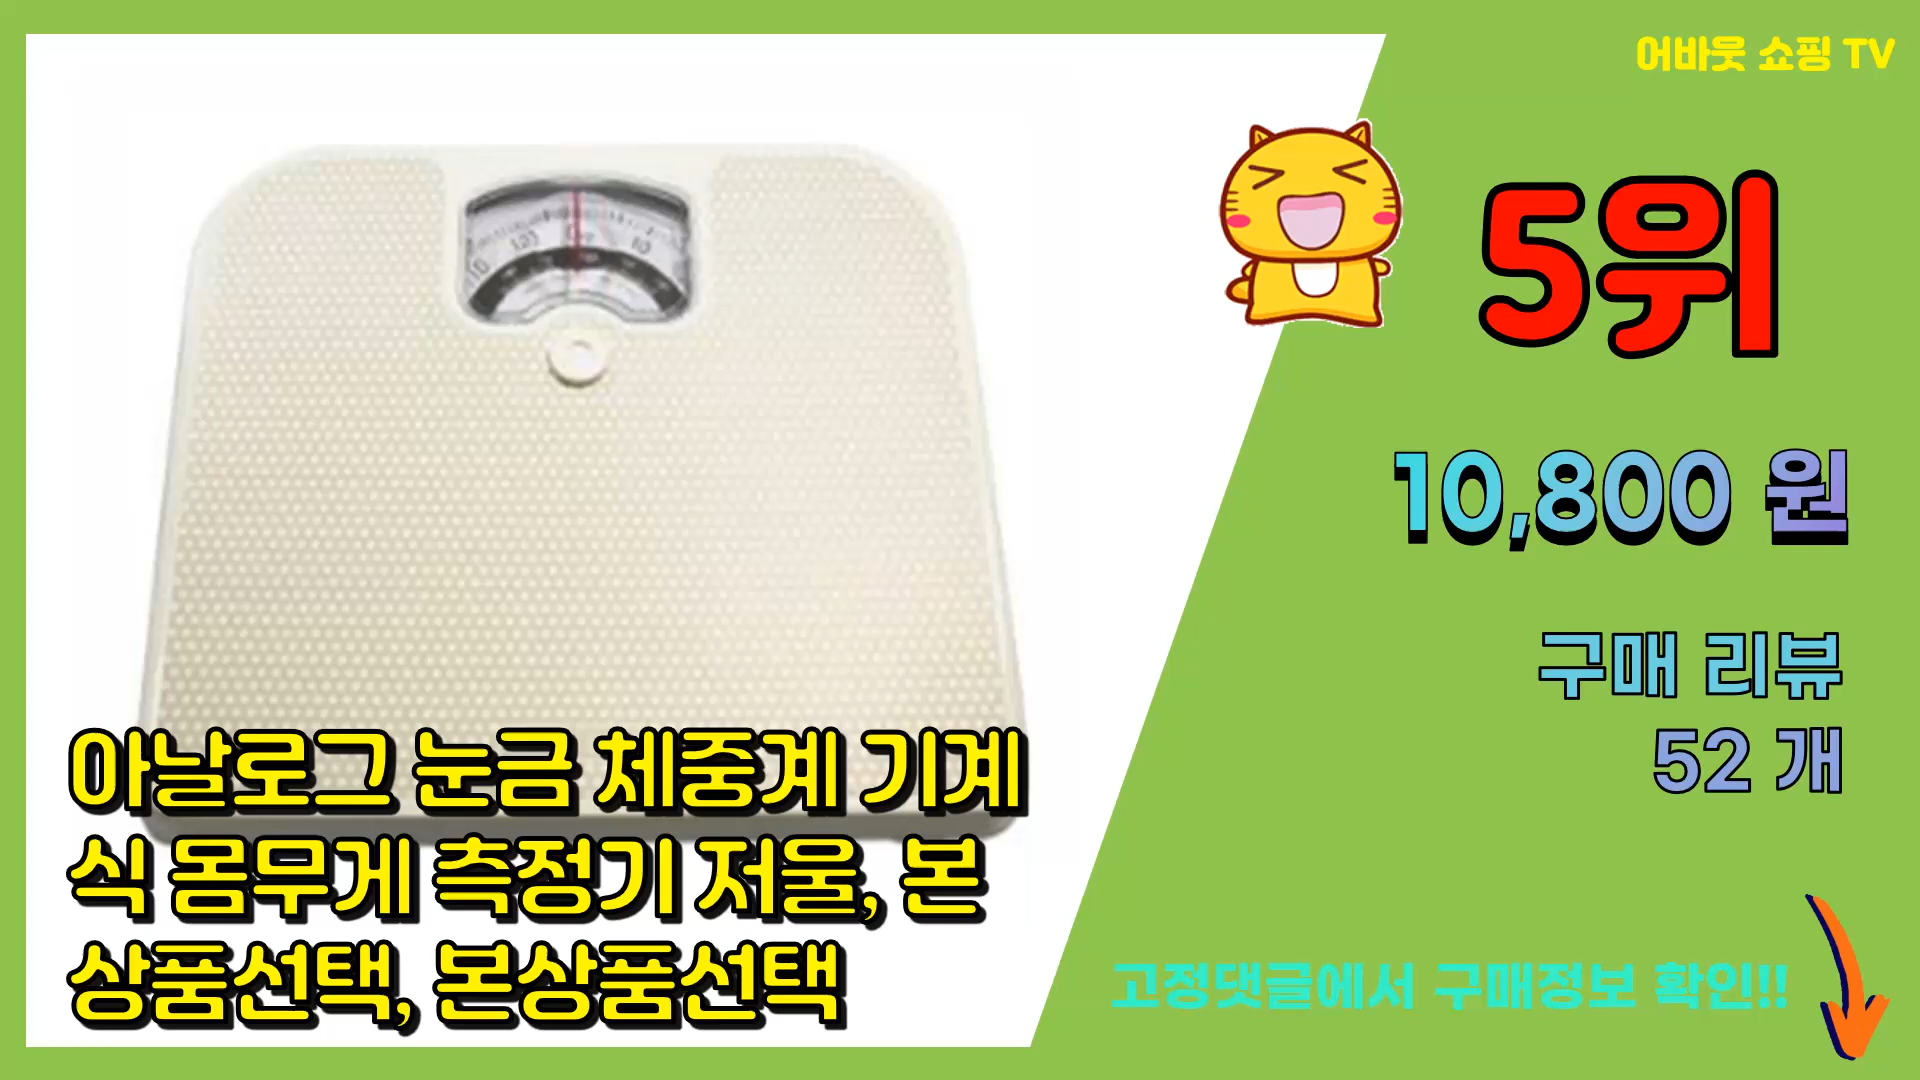 어바웃 쇼핑 TV
5위
10,800 원
구매 리뷰
52 개
아날로그 눈금 체중계 기계
식 몸무게 측정기 저울, 본
상품선택, 본상품선택
고정댓글에서 구매정보 확인!!